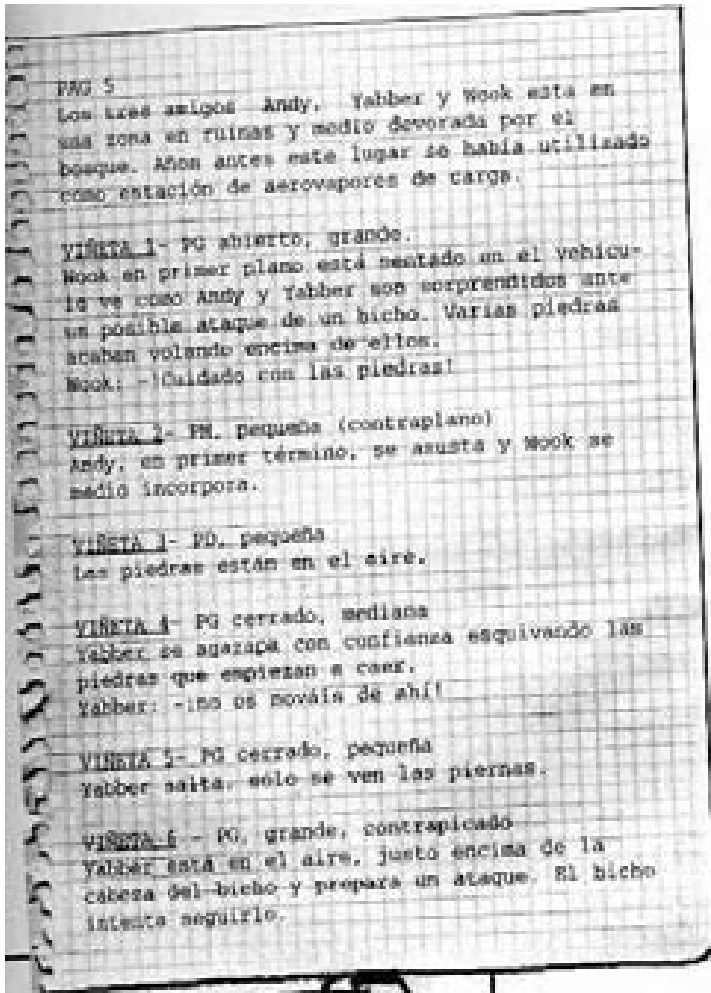 PAG 5
Los tres amigos Andy, Yabber y Wook esta en
una zona en ruinas y medio devorada por el
bosque. Años antes este lugar se había utilizado
como estación de aerovapores de carga.
VIÑETA 1- PG abierto, grande.
Wook en primer plano está sentado en el vehícu-
lo ve como Andy y Yabber son sorprendidos ante
un posible ataque de un bicho. Varias piedras
acaban volando encima de ellos.
Wook: -!Cuidado con las piedras!
VIÑETA 2- PM, pequeña (contraplano)
Andy, en primer término, se asusta y Wook se
medio incorpora.
VIÑETA 3- PD, pequeña
Las piedras están en el aire.
VIÑETA 4- PG cerrado, mediana
Yabber se agazapa con confianza esquivando las
piedras que empiezan a caer.
Yabber: -¡no os mováis de ahí!
VIÑETA 5- PG cerrado, pequeña
Yabber salta, sólo se ven las piernas.
VIÑETA 6 - PG, grande, contrapicado
Yabber está en el aire, justo encima de la
cabeza del bicho y prepara un ataque. El bicho
intenta seguirlo.